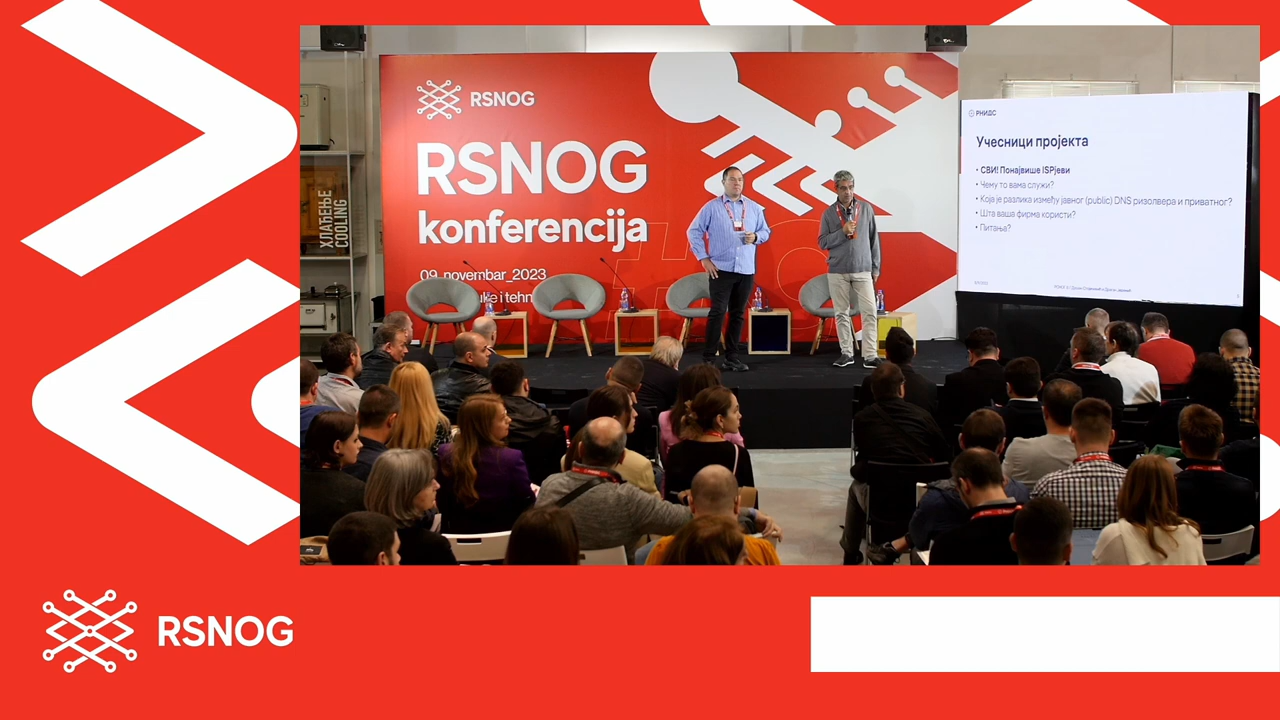 RSNOG
RSNOG
konferencija
09_novembar_2023
ХЛАЂЕЊЕ
COOLING
РНИДС
Учесници пројекта
• СВИ! Понајвише ISPјеви
• Чему то вама служи?
• Која је разлика између јавног (public) DNS ризолвера и приватног?
• Шта ваша фирма користи?
• Питања?
RSNOG